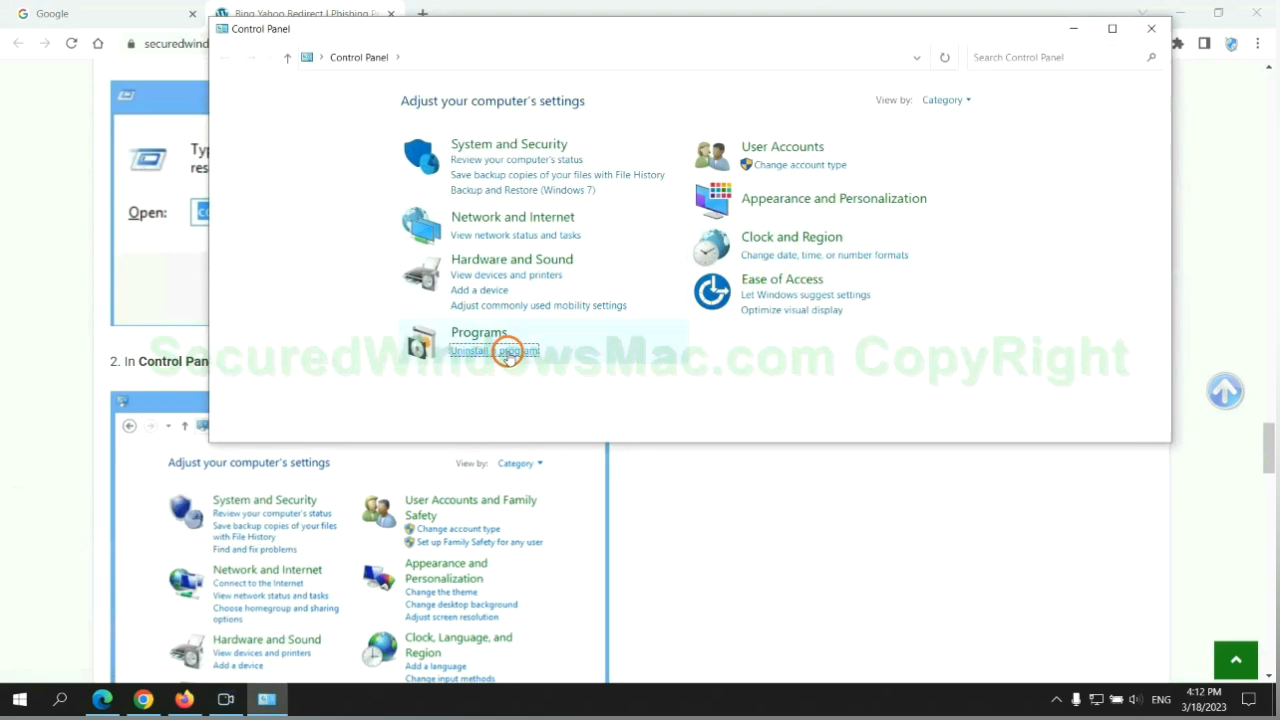 Google
Bing Yahoo Redirect | Phishing P
Control Panel
securedwind
Control Panel
Search Control Panel
Adjust your computer's settings
View by: Category
System and Security
Review your computer's status
Save backup copies of your files with File History
Backup and Restore (Windows 7)
Network and Internet
View network status and tasks
Hardware and Sound
View devices and printers
Add a device
Adjust commonly used mobility settings
Programs
Uninstall a program
User Accounts
Change account type
Appearance and Personalization
Clock and Region
Change date, time, or number formats
Ease of Access
Let Windows suggest settings
Optimize visual display
Typ
res
Open:
SecuredWindowsMac.com CopyRight
2. In Control Pan
Adjust your computer's settings
View by: Category
System and Security
Review your computer's status
Save backup copies of your files
with File History
Find and fix problems
Network and Internet
Connect to the Internet
View network status and tasks
Choose homegroup and sharing
options
Hardware and Sound
View devices and printers
Add a device
User Accounts and Family
Safety
Change account type
Set up Family Safety for any user
Appearance and
Personalization
Change the theme
Change desktop background
Adjust screen resolution
Clock, Language, and
Region
Add a language
Change input methods
ENG
4:12 PM
3/18/2023